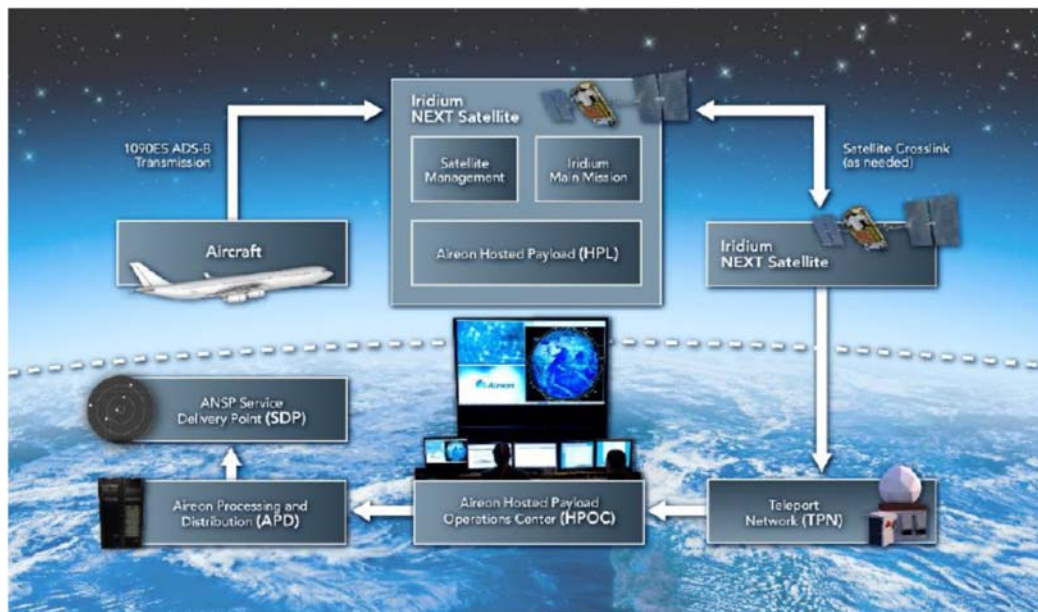 Iridium
NEXT Satellite
1090ES ADS-B
Transmission
Satellite
Management
Iridium
Main Mission
Satellite Crosslink
(as needed)
Aircraft
Aireon Hosted Payload (HPL)
Iridium
NEXT Satellite
Aireon
ANSP Service
Delivery Point (SDP)
Aireon Processing and
Distribution (APD)
Aireon Hosted Payload
Operations Center (HPOC)
Teleport
Network (TPN)